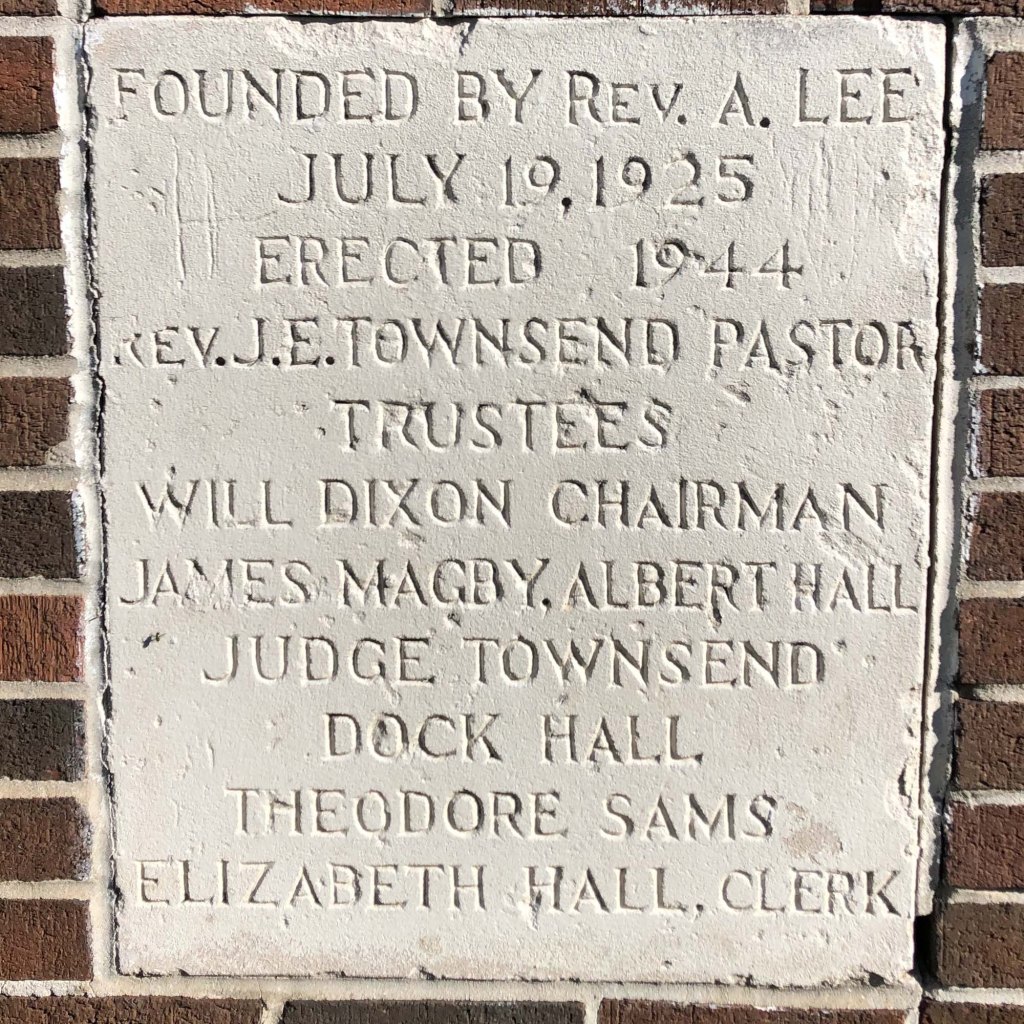 FOUNDED BY REV. A. LEE
JULY 19, 1925
ERECTED 1944
REV. J.E. TOWNSEND PASTOR
TRUSTEES
WILL DIXON CHAIRMAN
JAMES MAGBY, ALBERT HALL
JUDGE TOWNSEND
DOCK HALL
THEODORE SAMS
ELIZABETH HALL, CLERK